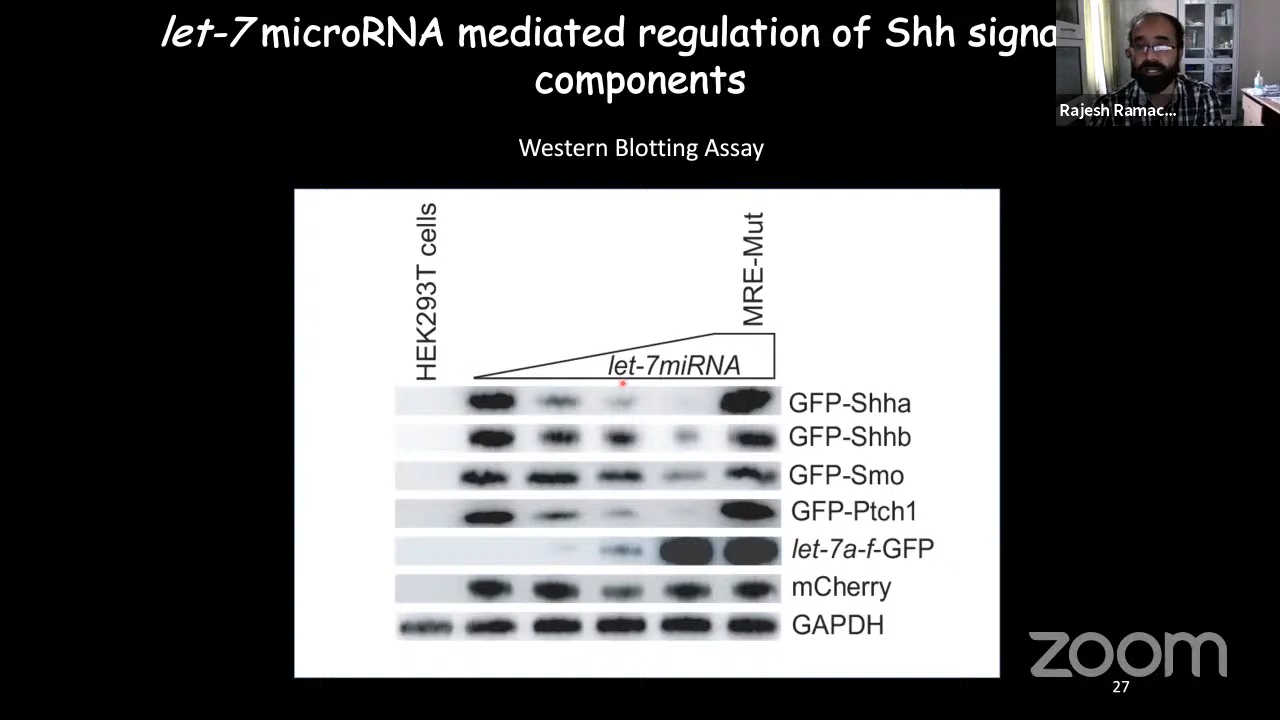 let-7 microRNA mediated regulation of Shh signa
components
Rajesh Ramac...
Western Blotting Assay
HEK293T cells
MRE-Mut
let-7miRNA
GFP-Shha
GFP-Shhb
GFP-Smo
GFP-Ptch1
let-7a-f-GFP
mCherry
GAPDH
zoom
27